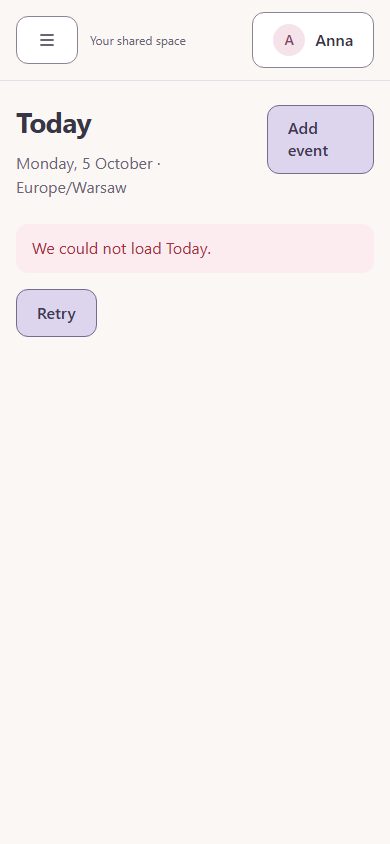 Your shared space
A
Anna
Today
Add
event
Monday, 5 October ·
Europe/Warsaw
We could not load Today.
Retry